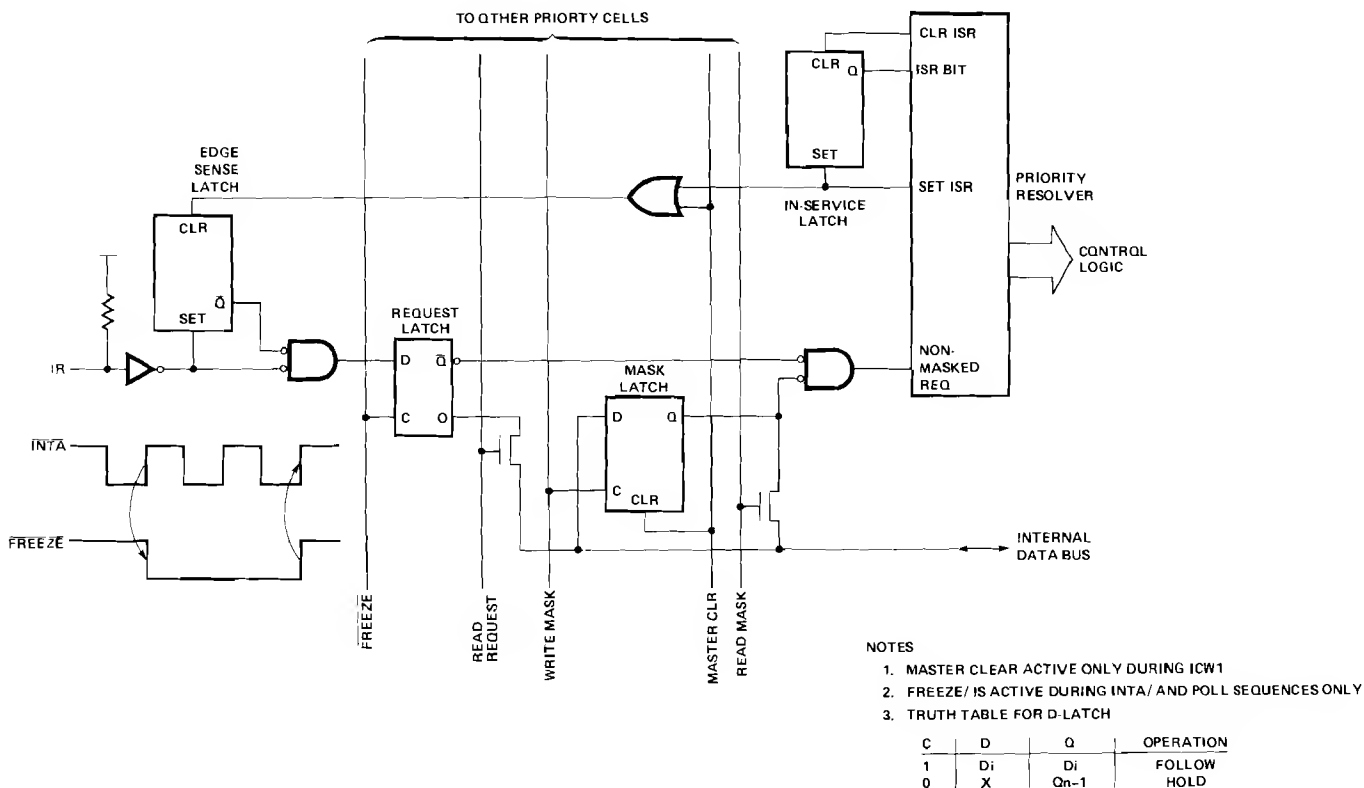 TO OTHER PRIORTY CELLS
CLR ISR
CLR
Q
ISR BIT
SET
EDGE
SENSE
LATCH
SET ISR
PRIORITY
RESOLVER
IN-SERVICE
LATCH
CLR
CONTROL
LOGIC
Q̄
SET
REQUEST
LATCH
IR
D
Q̄
C
Q
MASK
LATCH
D
Q
C
CLR
NON-
MASKED
REQ
I̅N̅T̅A̅
F̅R̅E̅E̅Z̅E̅
INTERNAL
DATA BUS
F̅R̅E̅E̅Z̅E̅
READ
REQUEST
WRITE MASK
MASTER CLR
READ MASK
NOTES
1. MASTER CLEAR ACTIVE ONLY DURING ICW1
2. FREEZE/ IS ACTIVE DURING INTA/ AND POLL SEQUENCES ONLY
3. TRUTH TABLE FOR D-LATCH
C D Q OPERATION
1 Di Di FOLLOW
0 X Qn-1 HOLD